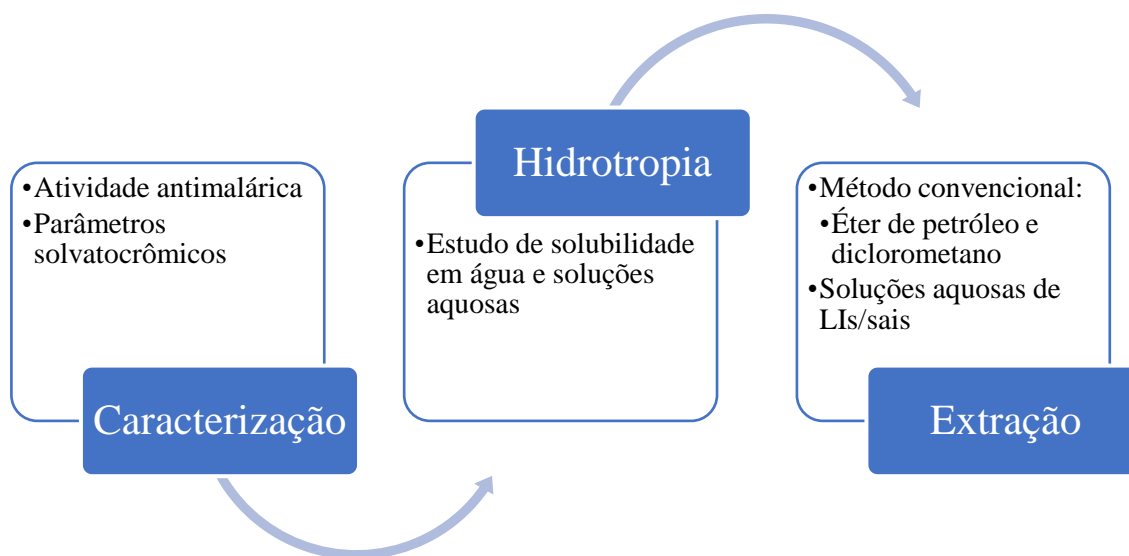 •Atividade antimalárica
•Parâmetros
solvatocrômicos
Caracterização
Hidrotropia
•Estudo de solubilidade
em água e soluções
aquosas
•Método convencional:
•Éter de petróleo e
diclorometano
•Soluções aquosas de
LIs/sais
Extração